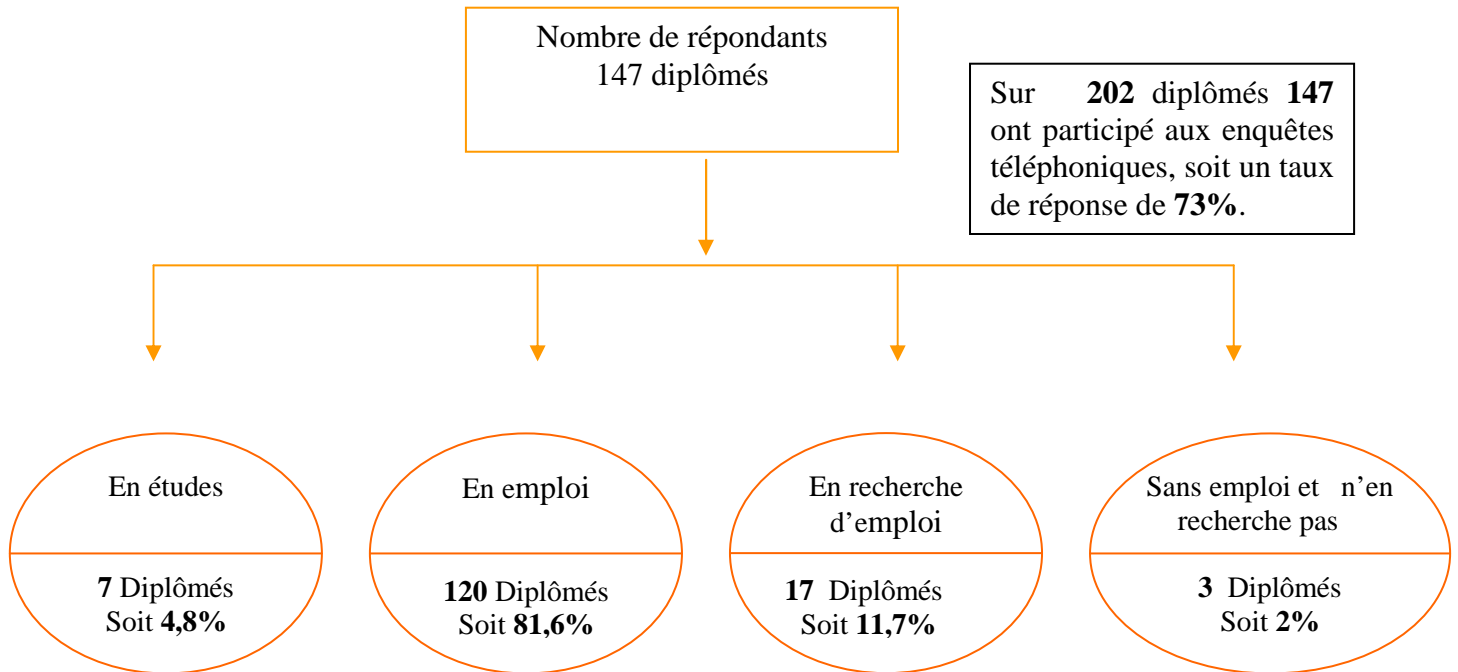 Nombre de répondants
147 diplômés
Sur 202 diplômés 147
ont participé aux enquêtes
téléphoniques, soit un taux
de réponse de 73%.
En études
7 Diplômés
Soit 4,8%
En emploi
120 Diplômés
Soit 81,6%
En recherche
d’emploi
17 Diplômés
Soit 11,7%
Sans emploi et n’en
recherche pas
3 Diplômés
Soit 2%